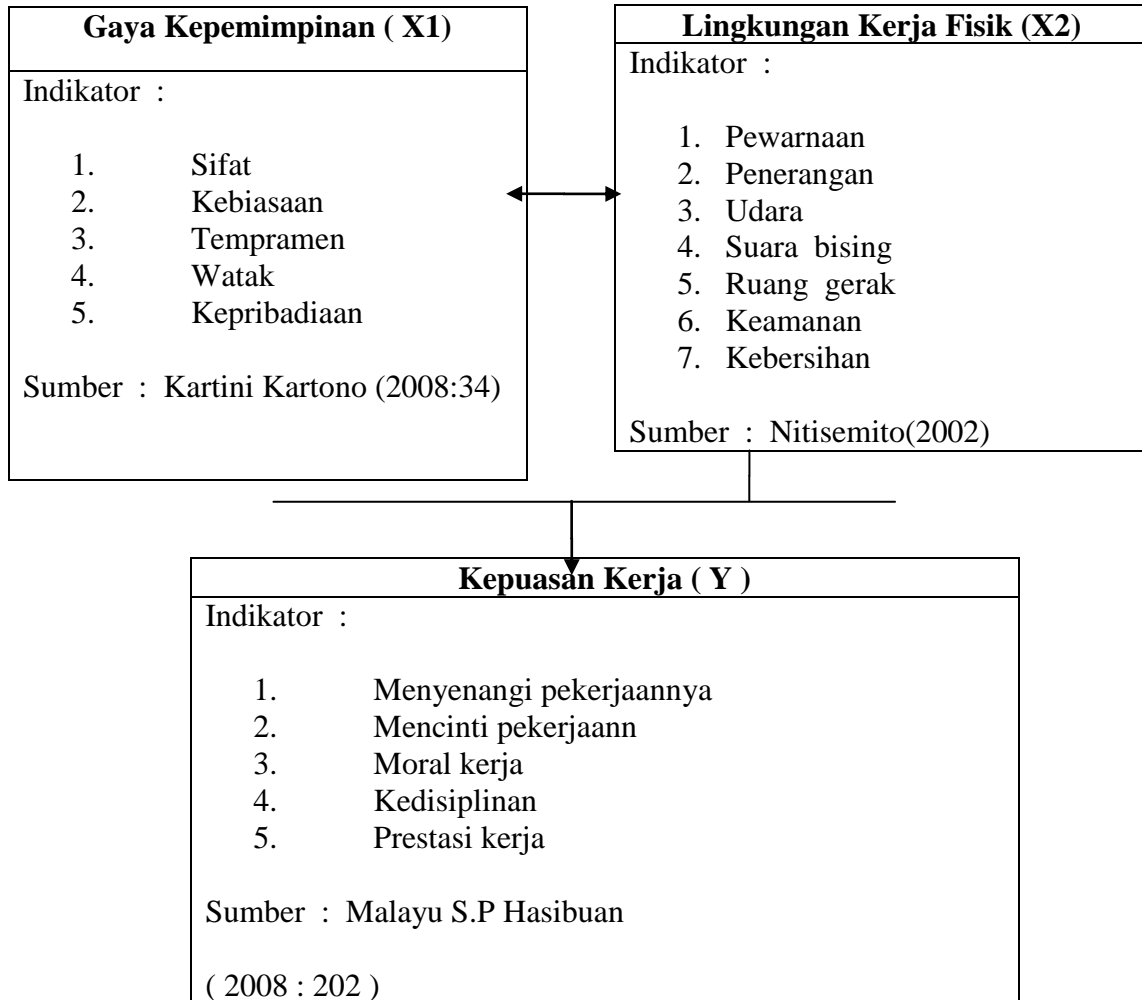 Gaya Kepemimpinan ( X1)
Indikator :
1. Sifat
2. Kebiasaan
3. Tempramen
4. Watak
5. Kepribadiaan
Sumber : Kartini Kartono (2008:34)
Lingkungan Kerja Fisik (X2)
Indikator :
1. Pewarnaan
2. Penerangan
3. Udara
4. Suara bising
5. Ruang gerak
6. Keamanan
7. Kebersihan
Sumber : Nitisemito(2002)
Kepuasan Kerja ( Y )
Indikator :
1. Menyenangi pekerjaannya
2. Mencinti pekerjaann
3. Moral kerja
4. Kedisiplinan
5. Prestasi kerja
Sumber : Malayu S.P Hasibuan
( 2008 : 202 )